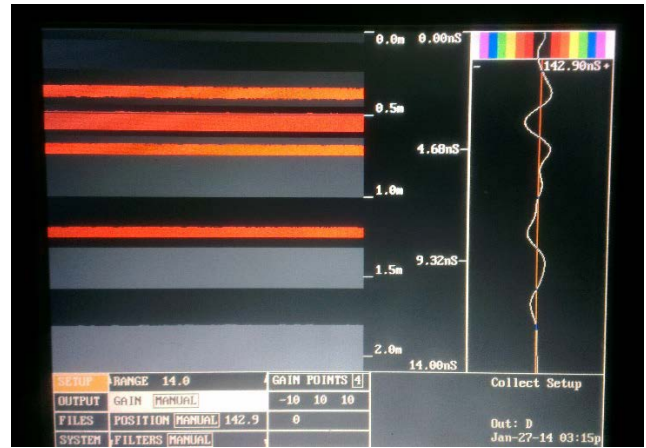 0.0m 0.00nS
- 142.90nS+
0.5m
4.68nS
1.0m
9.32nS
1.5m
2.0m
14.00nS
SETUP RANGE 14.0 GAIN POINTS 4 Collect Setup
OUTPUT GAIN MANUAL -10 10 10
FILES POSITION MANUAL 142.9 0 Out: D
SYSTEM FILTERS MANUAL Jan-27-14 03:15p